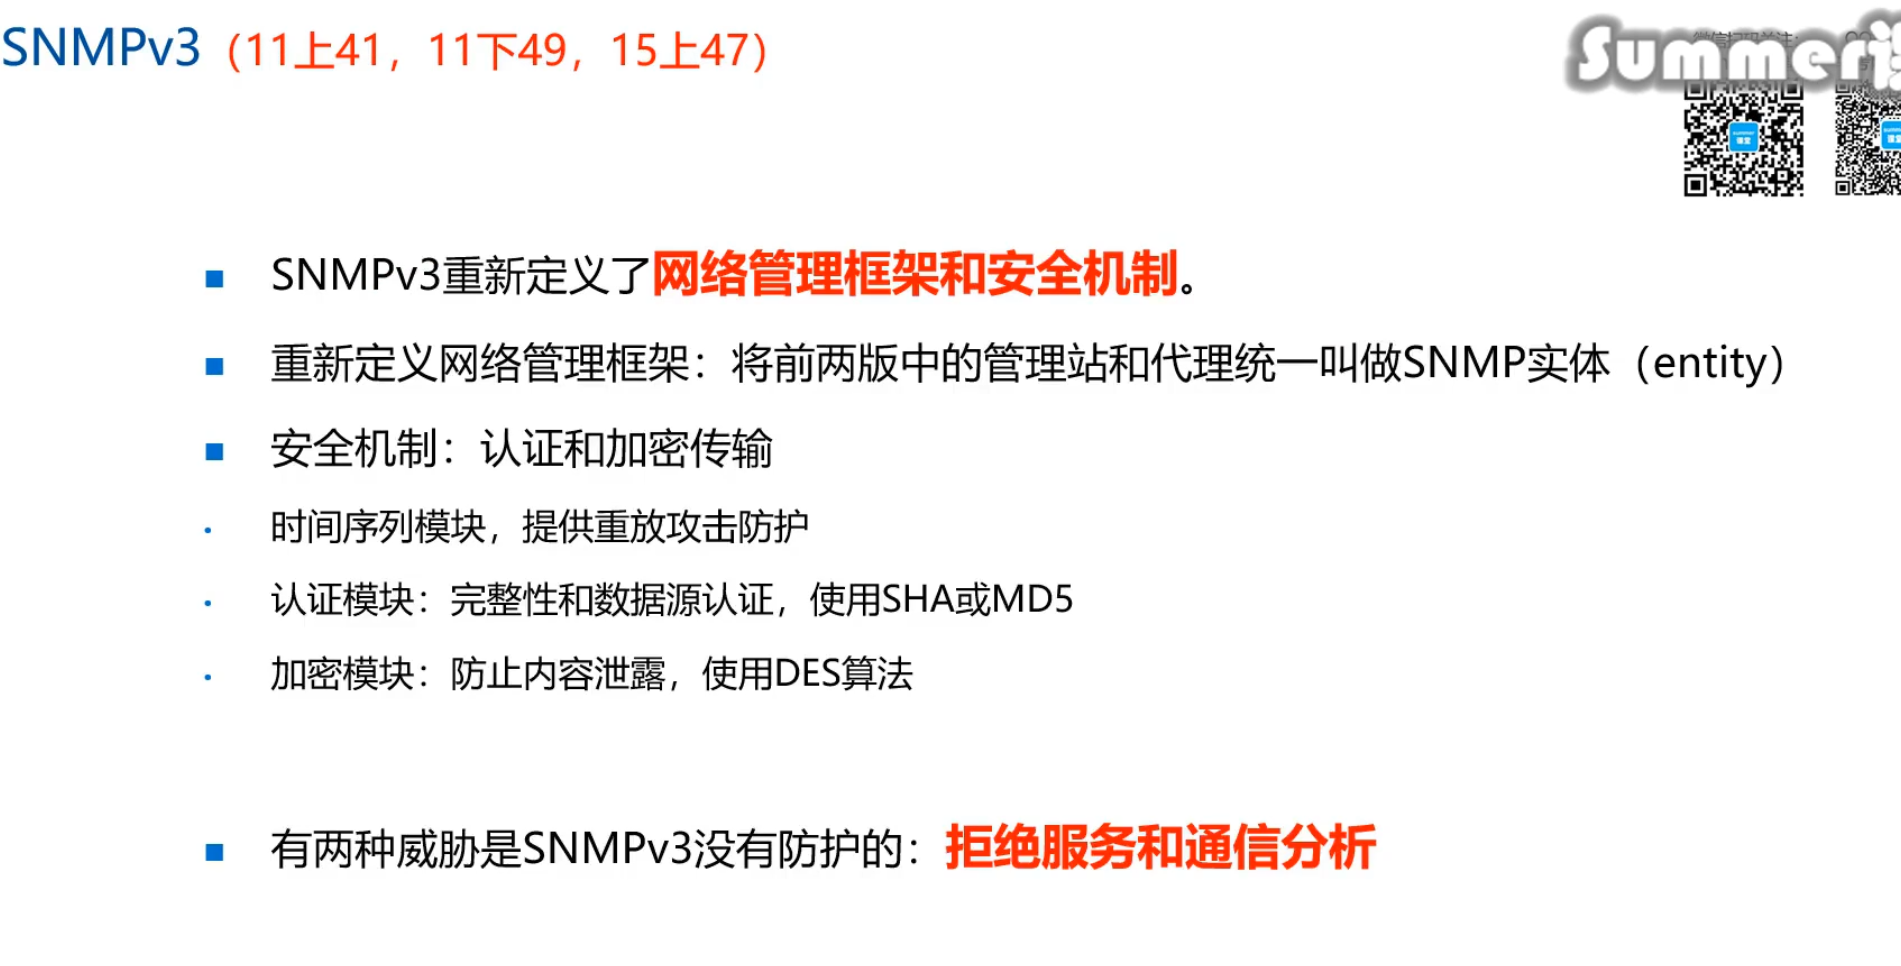 SNMPv3（11上41，11下49，15上47）
Summer
微信扫码关注：
SNMPv3重新定义了网络管理框架和安全机制。
重新定义网络管理框架：将前两版中的管理站和代理统一叫做SNMP实体（entity）
安全机制：认证和加密传输
时间序列模块，提供重放攻击防护
认证模块：完整性和数据源认证，使用SHA或MD5
加密模块：防止内容泄露，使用DES算法
有两种威胁是SNMPv3没有防护的：拒绝服务和通信分析